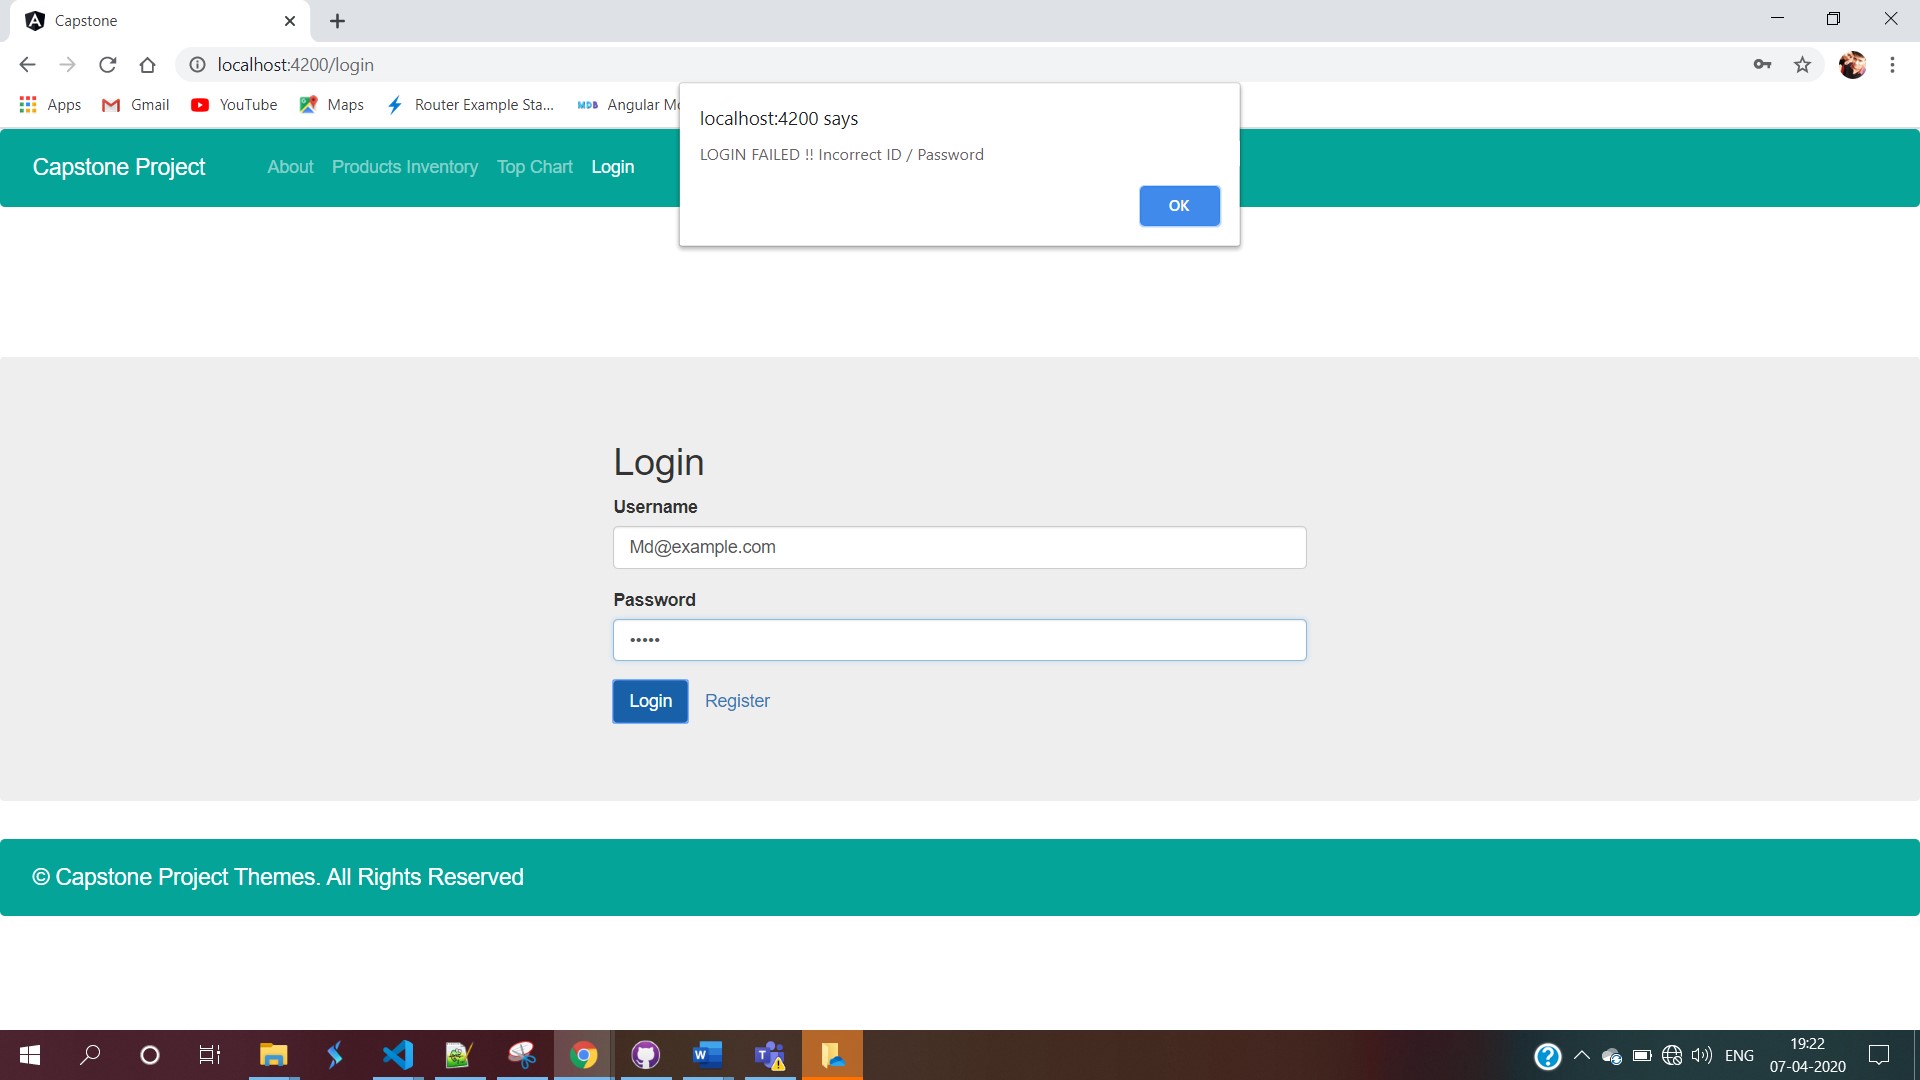 Capstone
localhost:4200/login
Apps Gmail YouTube Maps Router Example Sta... MDB Angular
localhost:4200 says
LOGIN FAILED !! Incorrect ID / Password
OK
Capstone Project About Products Inventory Top Chart Login
Login
Username
Md@example.com
Password
•••••
Login Register
© Capstone Project Themes. All Rights Reserved
ENG
19:22
07-04-2020